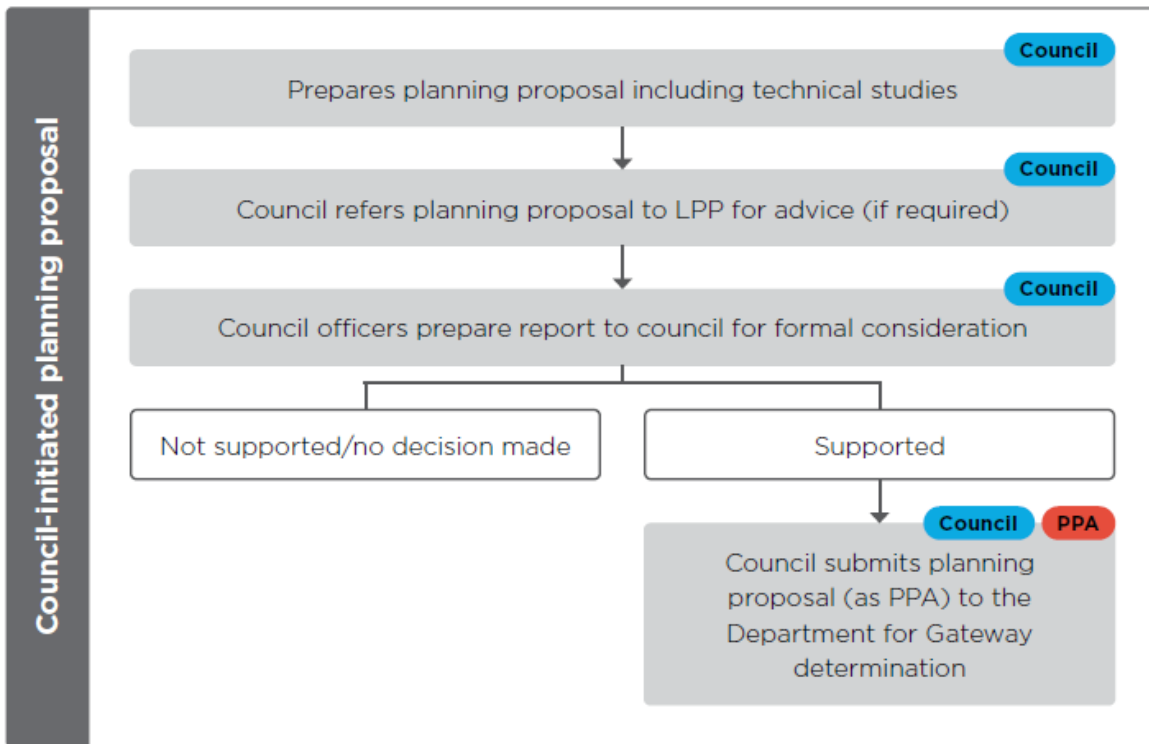 Council-initiated planning proposal
Council
Prepares planning proposal including technical studies
Council
Council refers planning proposal to LPP for advice (if required)
Council
Council officers prepare report to council for formal consideration
Not supported/no decision made
Supported
Council
PPA
Council submits planning
proposal (as PPA) to the
Department for Gateway
determination